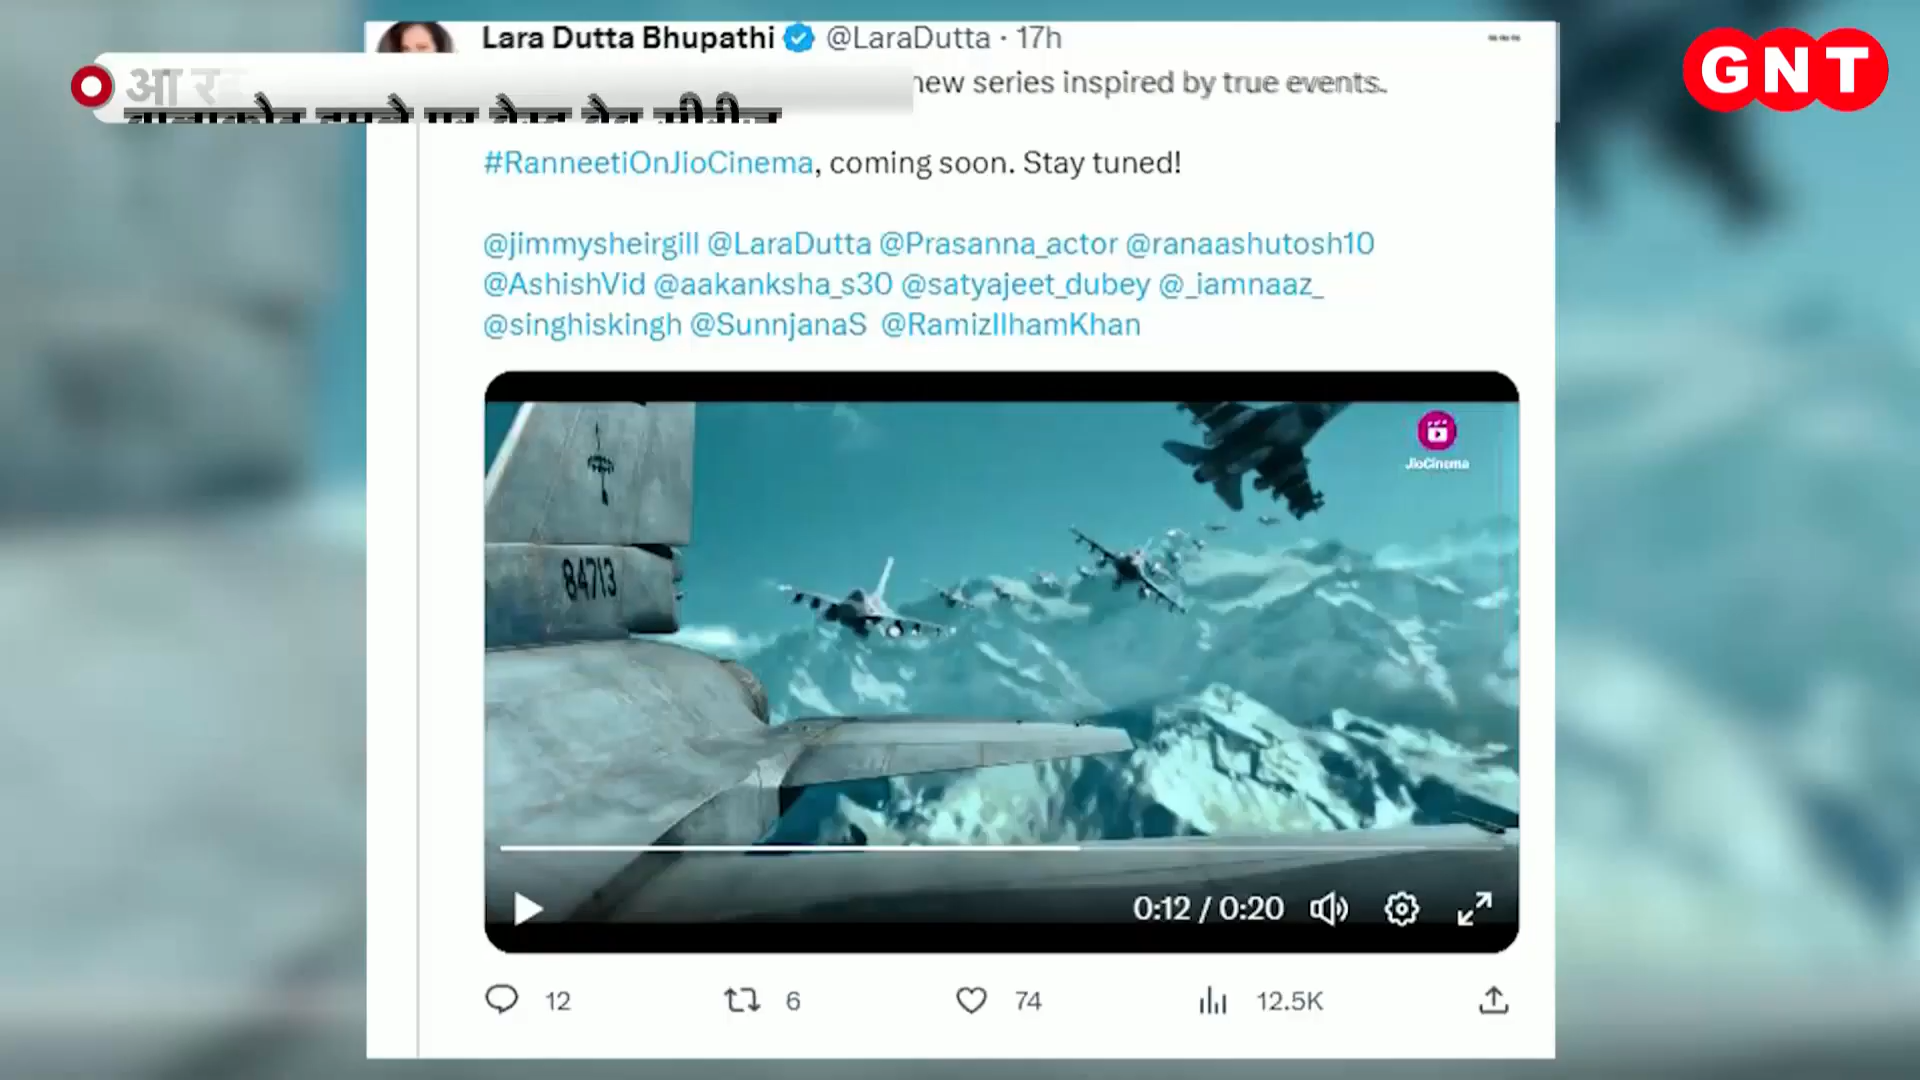 Lara Dutta Bhupathi @LaraDutta · 17h
GNT
आ
new series inspired by true events.
#RanneetiOnJioCinema, coming soon. Stay tuned!
@jimmysheirgill @LaraDutta @Prasanna_actor @ranaashutosh10
@AshishVid @aakanksha_s30 @satyajeet_dubey @_iamnaaz_
@singhiskingh @SunnjanaS @RamizIlhamKhan
JioCinema
84713
0:12 / 0:20
12 6 74 12.5K